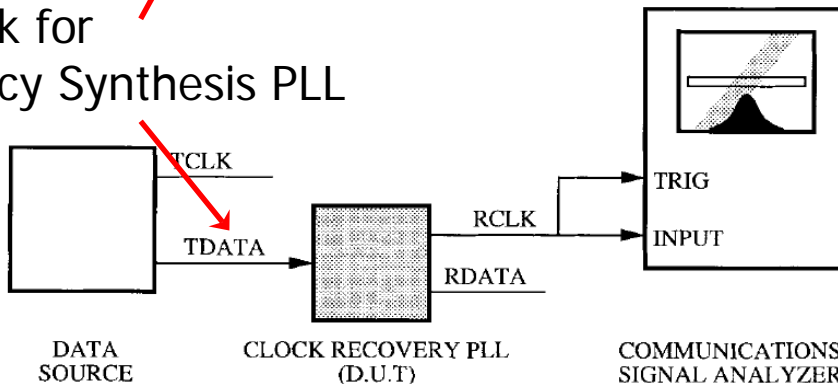 k for
cy Synthesis PLL
TCLK
TDATA
RCLK
RDATA
TRIG
INPUT
DATA
SOURCE
CLOCK RECOVERY PLL
(D.U.T)
COMMUNICATIONS
SIGNAL ANALYZER